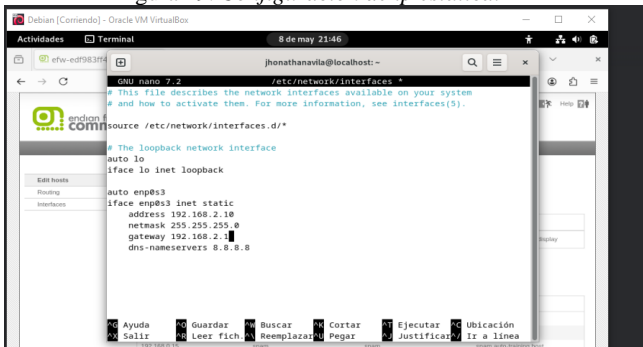 Debian [Corriendo] - Oracle VM VirtualBox
Actividades Terminal 8 de may 21:46
efw-edf983ff4
jhonathanavila@localhost: ~
GNU nano 7.2 /etc/network/interfaces *
# This file describes the network interfaces available on your system
# and how to activate them. For more information, see interfaces(5).
source /etc/network/interfaces.d/*
# The loopback network interface
auto lo
iface lo inet loopback
auto enp0s3
iface enp0s3 inet static
address 192.168.2.10
netmask 255.255.255.0
gateway 192.168.2.1
dns-nameservers 8.8.8.8
^G Ayuda ^O Guardar ^W Buscar ^K Cortar ^T Ejecutar ^C Ubicación
^X Salir ^R Leer fich. ^\ Reemplazar ^U Pegar ^J Justificar ^/ Ir a línea
endian
comm
Help
Edit hosts
Routing
Interfaces
display